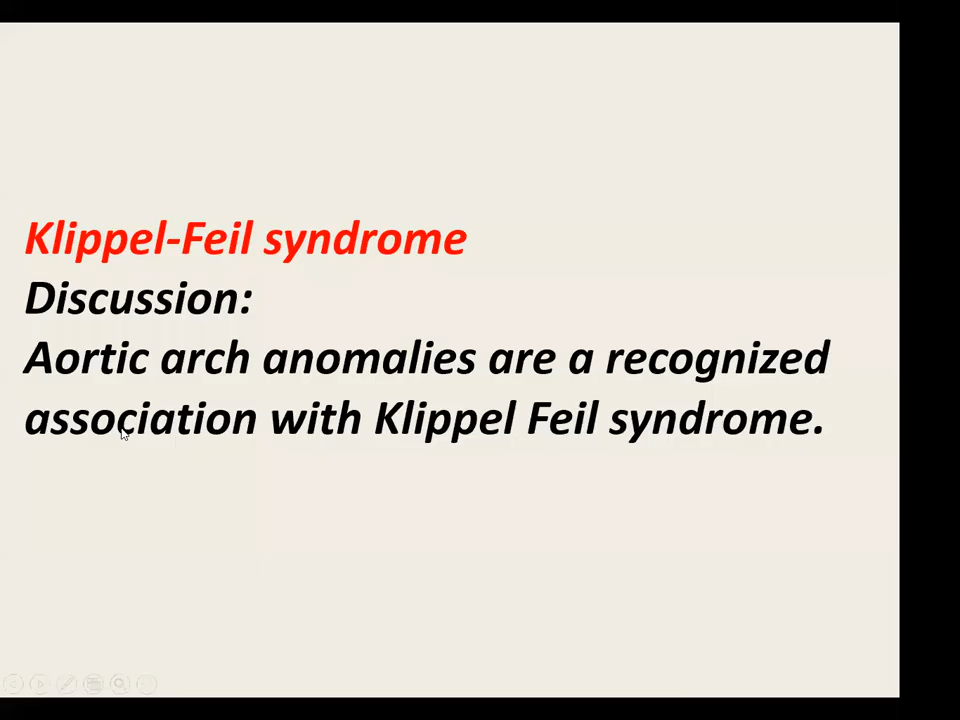 Klippel-Feil syndrome
Discussion:
Aortic arch anomalies are a recognized
association with Klippel Feil syndrome.